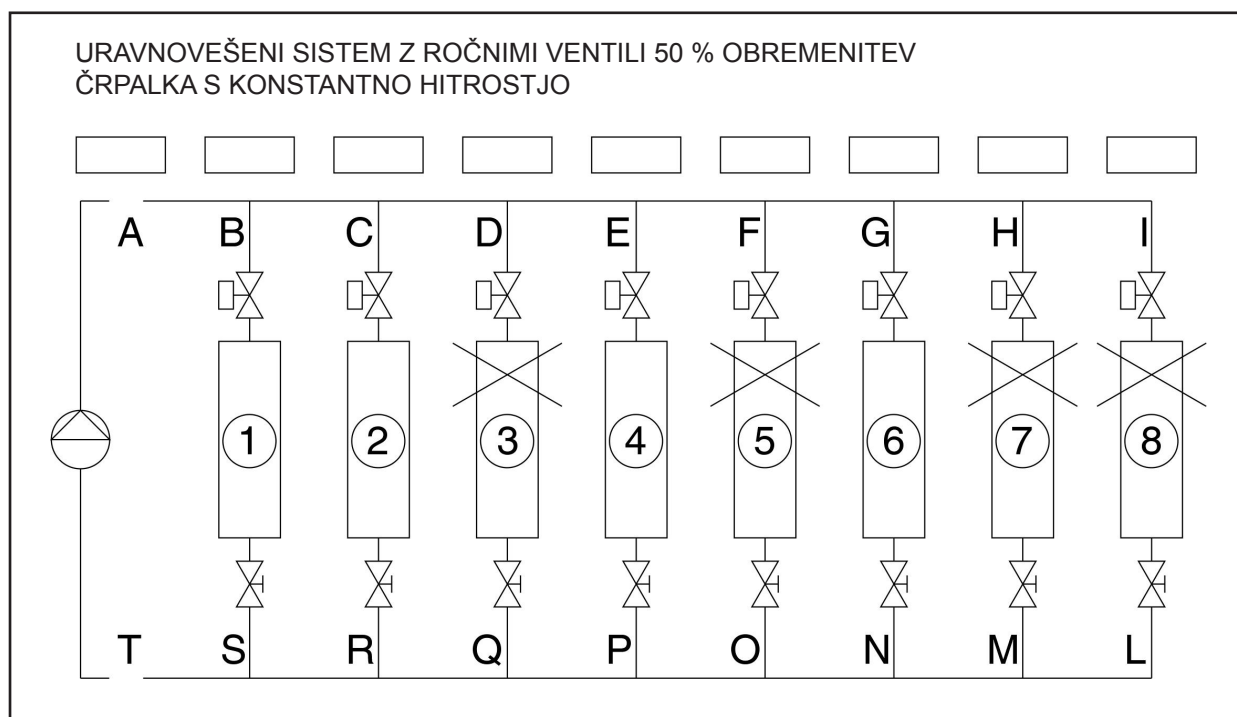 URAVNOVEŠENI SISTEM Z ROČNIMI VENTILI 50 % OBREMENITEV
ČRPALKA S KONSTANTNO HITROSTJO
A B C D E F G H I
1 2 3 4 5 6 7 8
T S R Q P O N M L